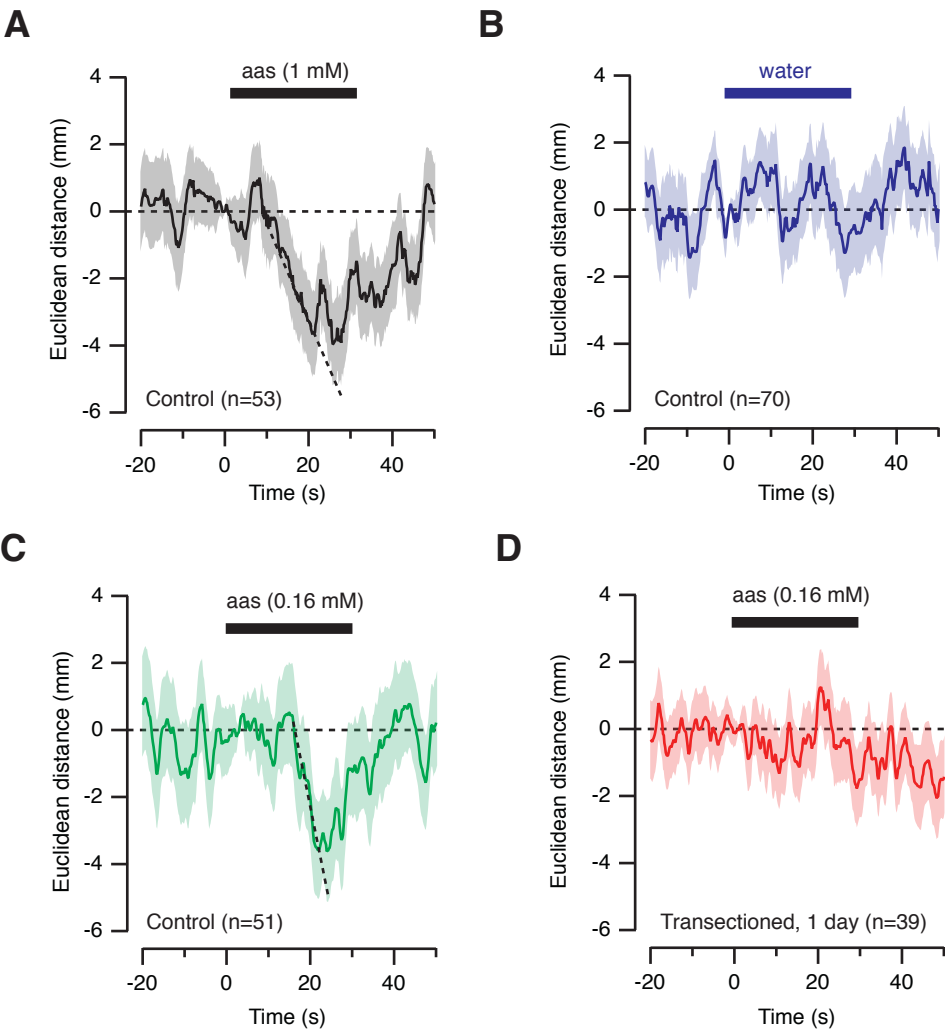 A
aas (1 mM)
4
2
0
-2
-4
-6
Euclidean distance (mm)
Control (n=53)
-20
0
20
40
Time (s)
B
water
4
2
0
-2
-4
-6
Euclidean distance (mm)
Control (n=70)
-20
0
20
40
Time (s)
C
aas (0.16 mM)
4
2
0
-2
-4
-6
Euclidean distance (mm)
Control (n=51)
-20
0
20
40
Time (s)
D
aas (0.16 mM)
4
2
0
-2
-4
-6
Euclidean distance (mm)
Transectioned, 1 day (n=39)
-20
0
20
40
Time (s)